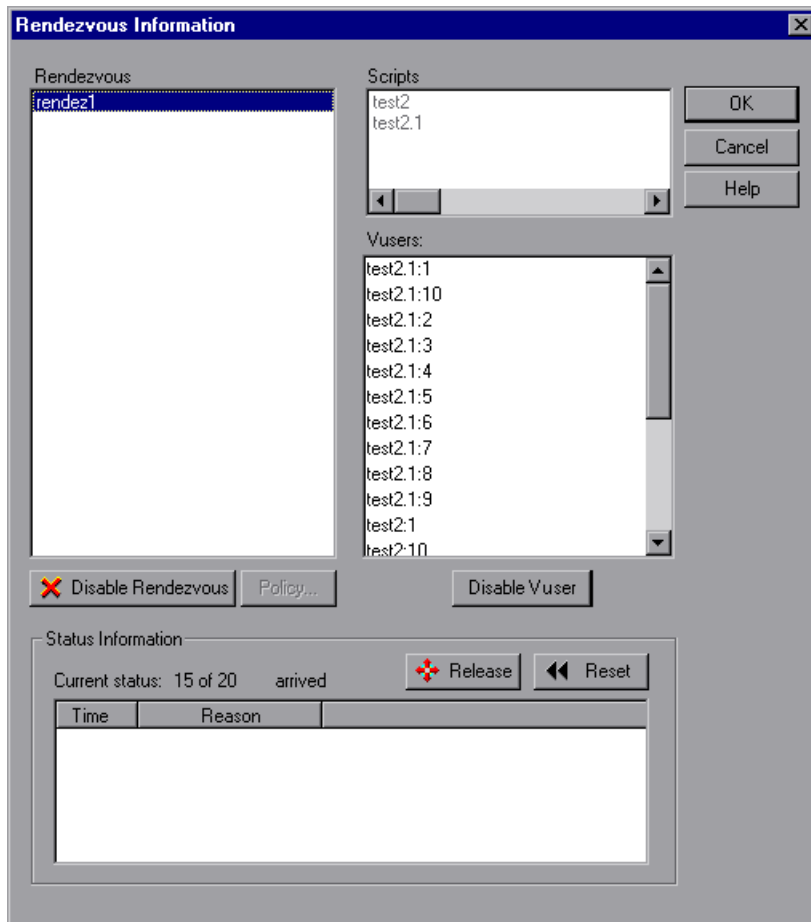 Rendezvous Information
Rendezvous
rendez1
Scripts
test2
test2.1
OK
Cancel
Help
Vusers:
test2.1:1
test2.1:10
test2.1:2
test2.1:3
test2.1:4
test2.1:5
test2.1:6
test2.1:7
test2.1:8
test2.1:9
test2:1
test2:10
Disable Rendezvous
Policy...
Disable Vuser
Status Information
Current status: 15 of 20 arrived
Release
Reset
Time Reason